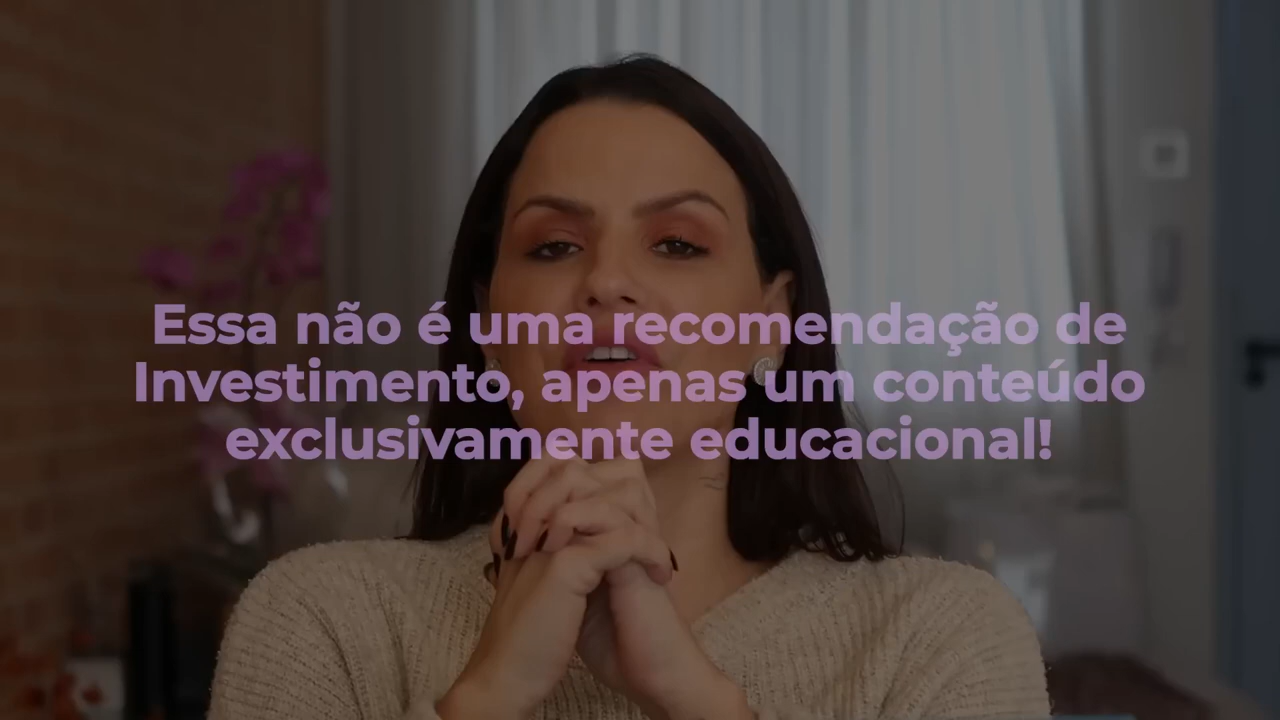 Essa não é uma recomendação de
Investimento, apenas um conteúdo
exclusivamente educacional!